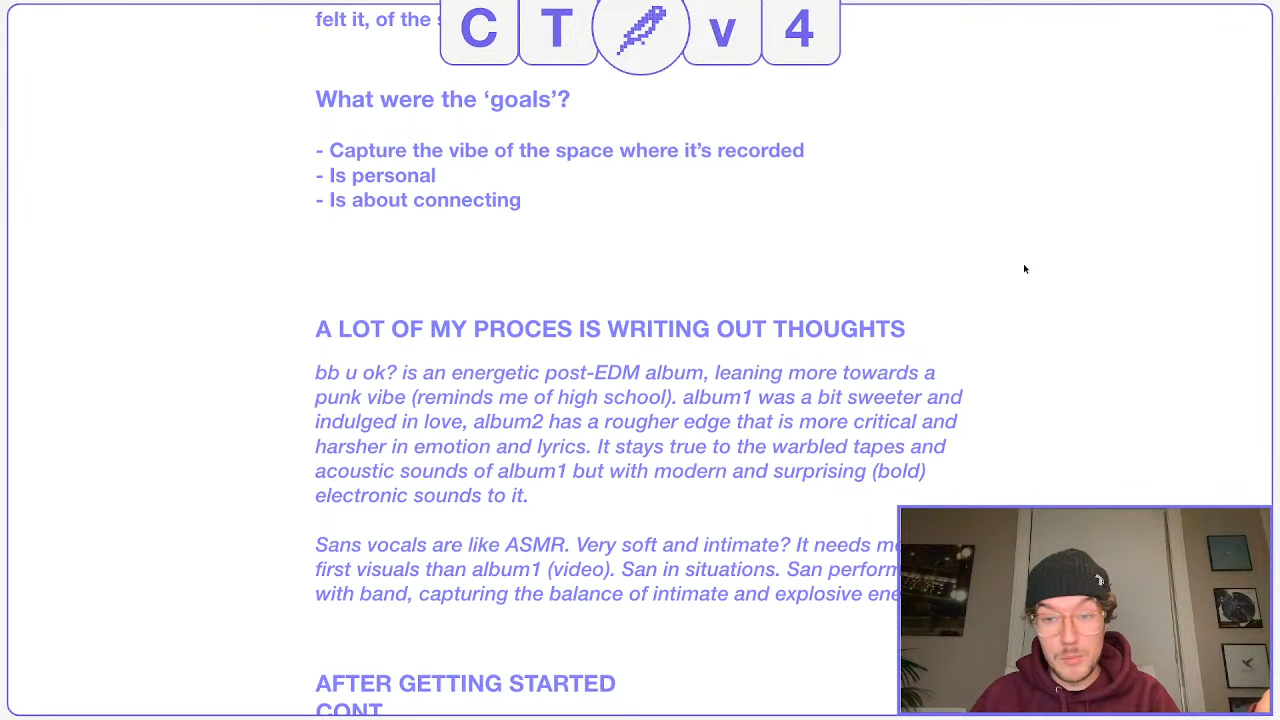 felt it, of the
C T v 4
What were the ‘goals’?
- Capture the vibe of the space where it’s recorded
- Is personal
- Is about connecting
A LOT OF MY PROCES IS WRITING OUT THOUGHTS
bb u ok? is an energetic post-EDM album, leaning more towards a
punk vibe (reminds me of high school). album1 was a bit sweeter and
indulged in love, album2 has a rougher edge that is more critical and
harsher in emotion and lyrics. It stays true to the warbled tapes and
acoustic sounds of album1 but with modern and surprising (bold)
electronic sounds to it.
Sans vocals are like ASMR. Very soft and intimate? It needs
first visuals than album1 (video). San in situations. San perform
with band, capturing the balance of intimate and explosive
AFTER GETTING STARTED
CONT